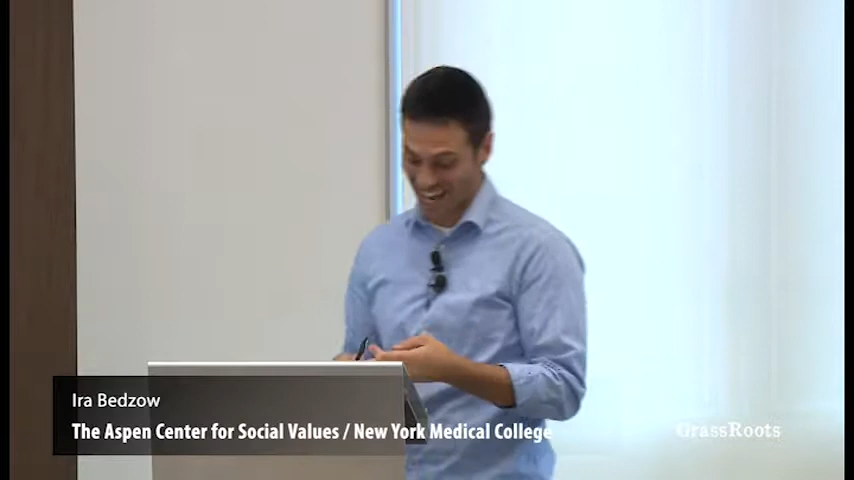 Ira Bedzow
The Aspen Center for Social Values / New York Medical College
GrassRoots